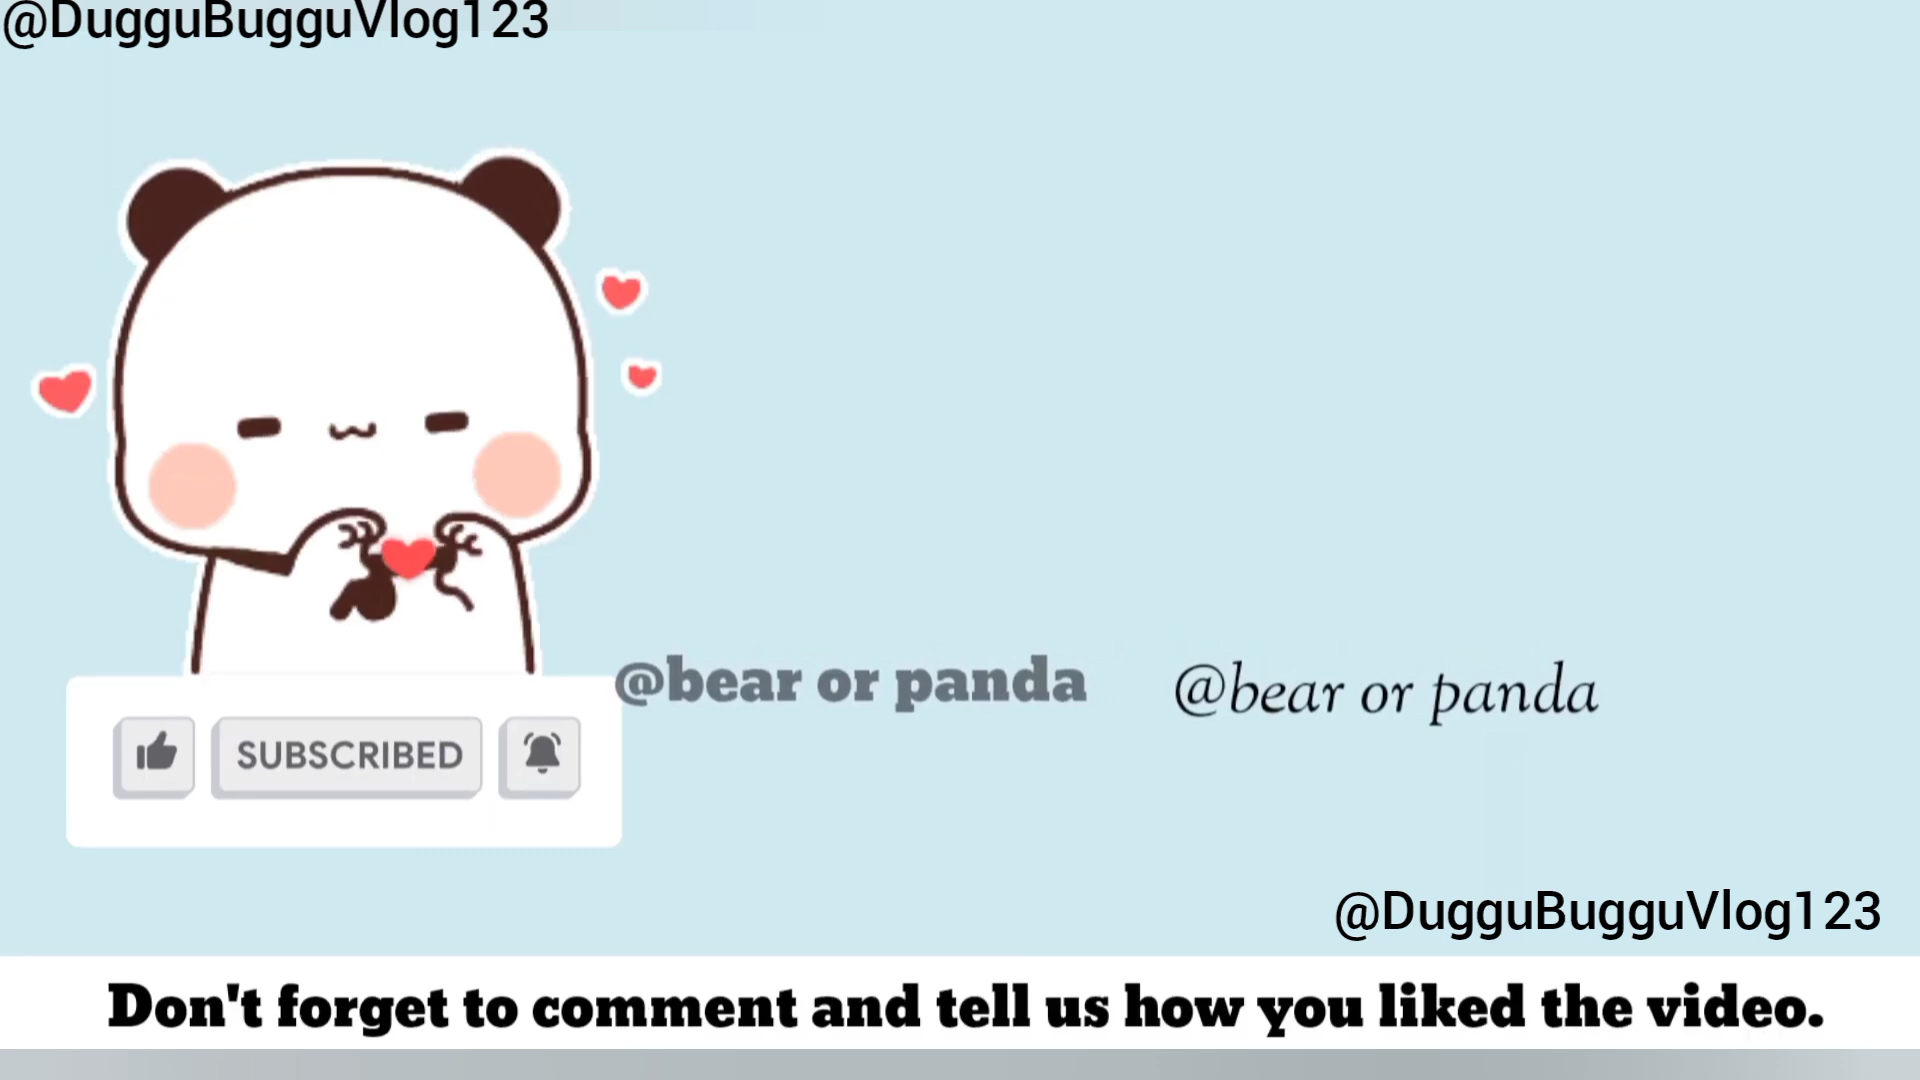 @DugguBugguVlog123
@bear or panda
@bear or panda
SUBSCRIBED
@DugguBugguVlog123
Don't forget to comment and tell us how you liked the video.